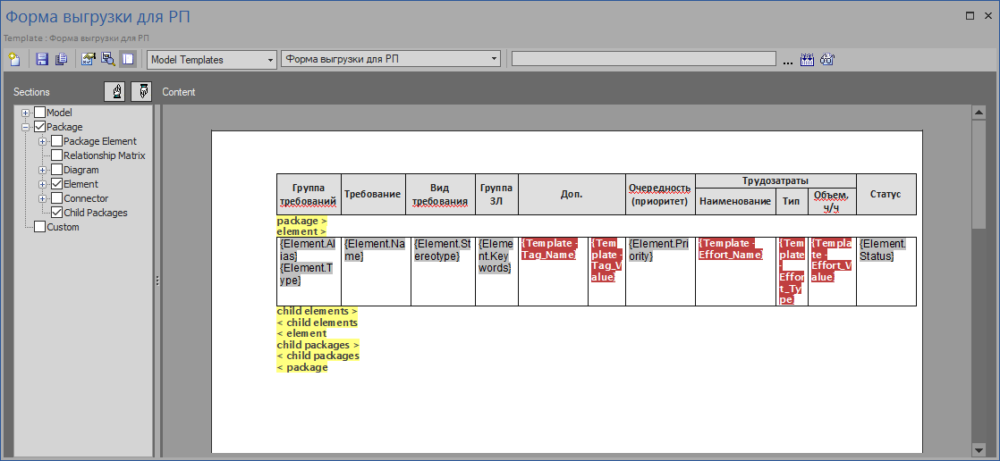 Форма выгрузки для РП
Template : Форма выгрузки для РП
Model Templates Форма выгрузки для РП ...
Sections Content
Model
Package
Package Element
Relationship Matrix
Diagram
Element
Connector
Child Packages
Custom
Группа требований Требование Вид требования Группа ЗЛ Доп. Очередность (приоритет) Трудозатраты Статус
Наименование Тип Объем, ч/ч
package >
element >
{Element.Alias} {Element.Type} {Element.Name} {Element.Stereotype} {Element.Keywords} {Template - Tag_Name} {Template - Tag_Value} {Element.Priority} {Template - Effort_Name} {Template - Effort_Type} {Template - Effort_Value} {Element.Status}
child elements >
< child elements
< element
child packages >
< child packages
< package